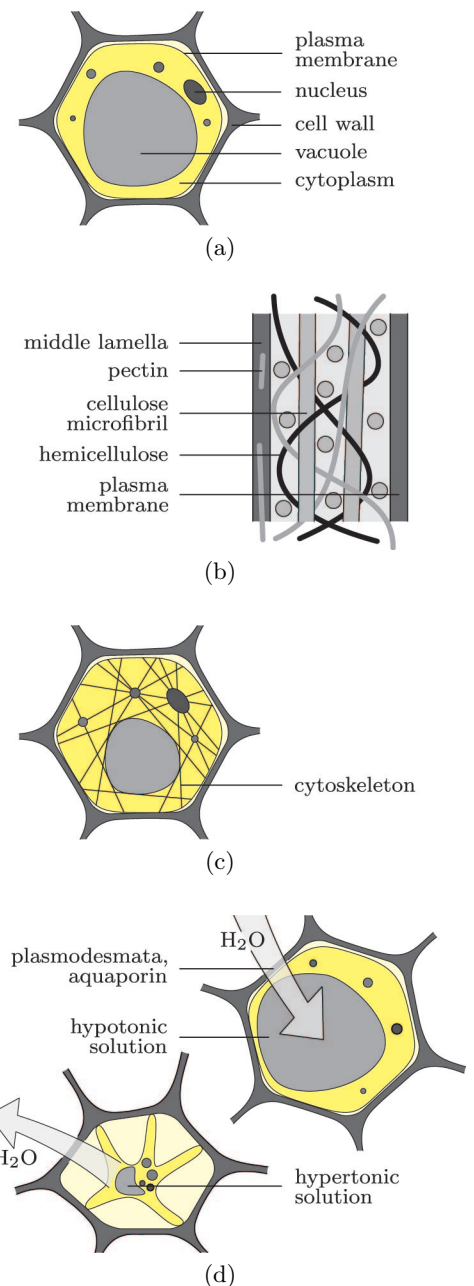 plasma
membrane
nucleus
cell wall
vacuole
cytoplasm
(a)
middle lamella
pectin
cellulose
microfibril
hemicellulose
plasma
membrane
(b)
cytoskeleton
(c)
H₂O
plasmodesmata,
aquaporin
hypotonic
solution
H₂O
hypertonic
solution
(d)